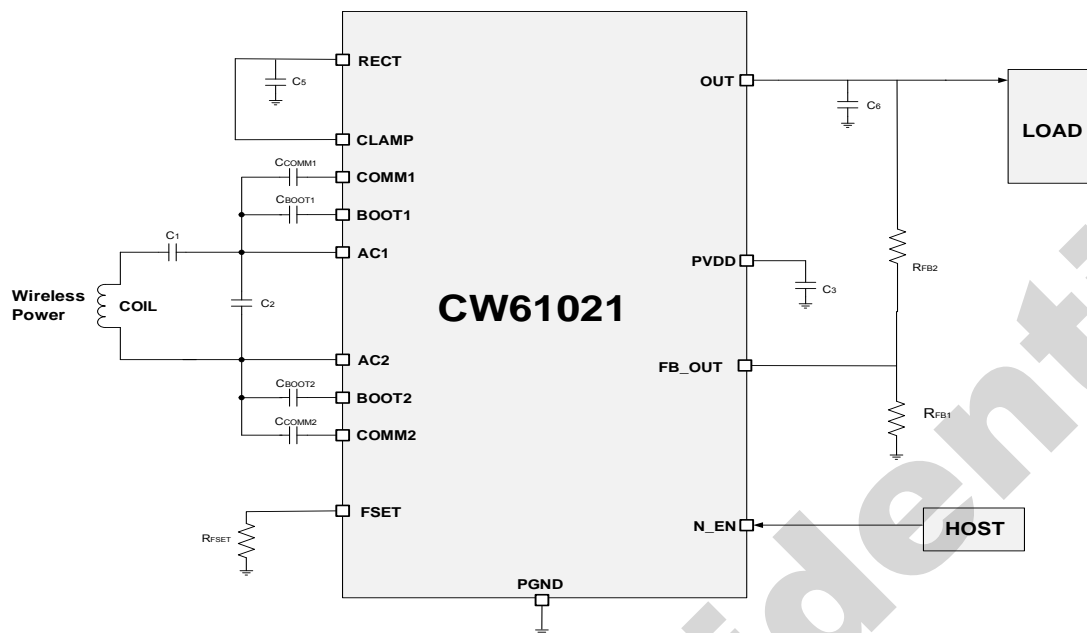 RECT
C5
CLAMP
CCOMM1
COMM1
CBOOT1
BOOT1
C1
AC1
Wireless
Power
COIL
C2
AC2
CBOOT2
BOOT2
CCOMM2
COMM2
FSET
RFSET
PGND
CW61021
OUT
C6
LOAD
RFB2
PVDD
C3
FB_OUT
RFB1
N_EN
HOST